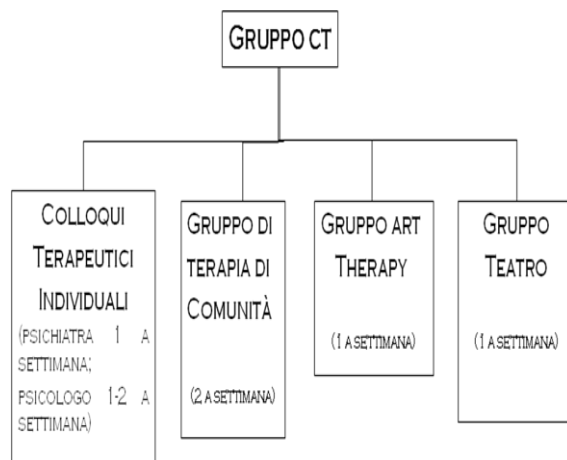 GRUPPO CT
COLLOQUI
TERAPEUTICI
INDIVIDUALI
(PSICHIATRA 1 A
SETTIMANA;
PSICOLOGO 1-2 A
SETTIMANA)
GRUPPO DI
TERAPIA DI
COMUNITÀ
(2 A SETTIMANA)
GRUPPO ART
THERAPY
(1 A SETTIMANA)
GRUPPO
TEATRO
(1 A SETTIMANA)